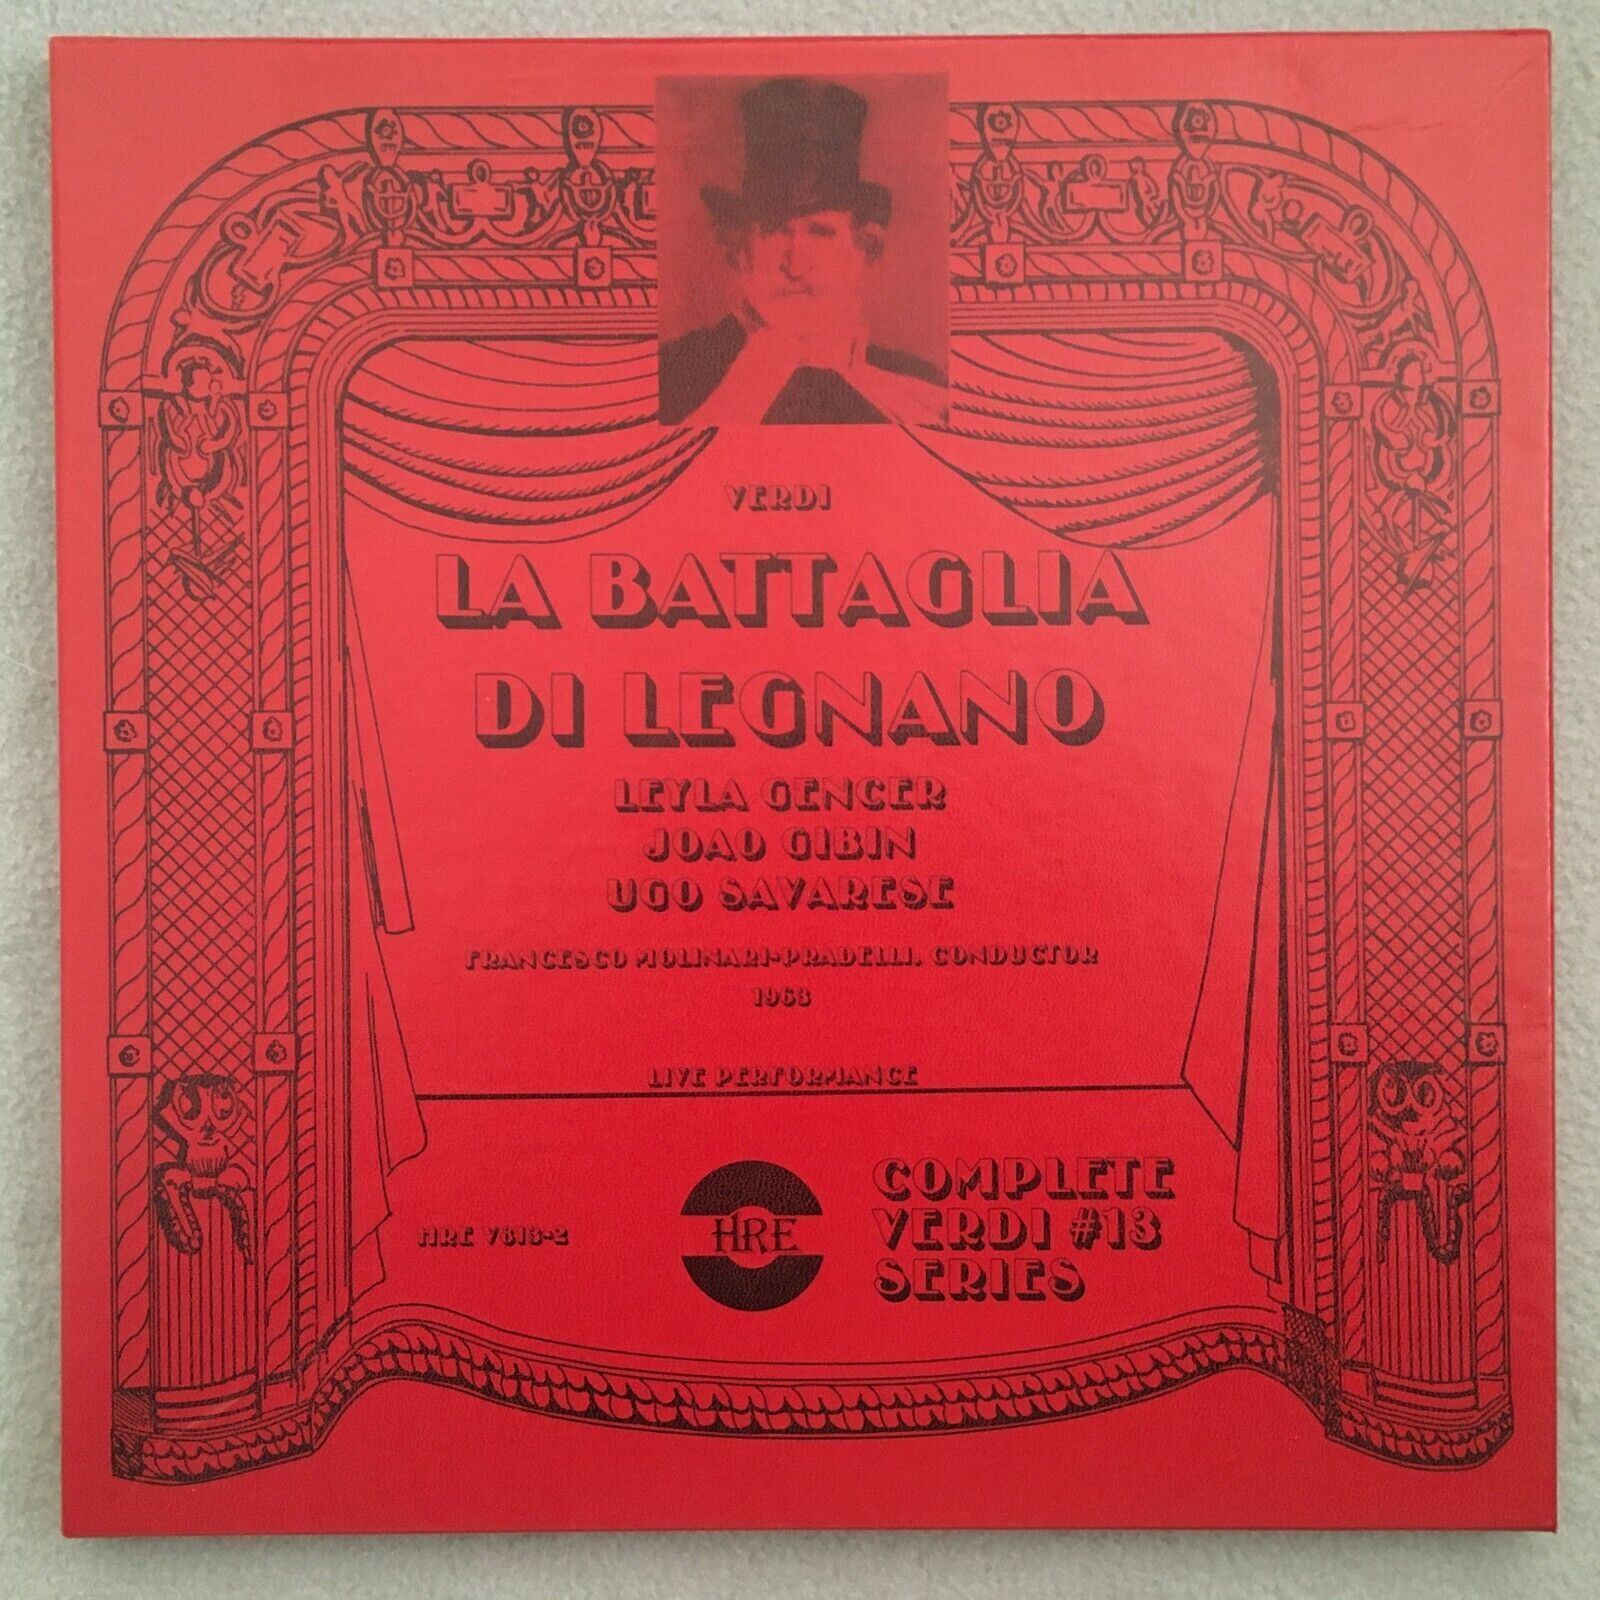 VERDI
LA BATTAGLIA
DI LEGNANO
LEYLA GENCER
JOAO GIBIN
UGO SAVARESE
FRANCESCO MOLINARI-PRADELLI, CONDUCTOR
1963
LIVE PERFORMANCE
HRE V813-2
HRE
COMPLETE
VERDI #13
SERIES